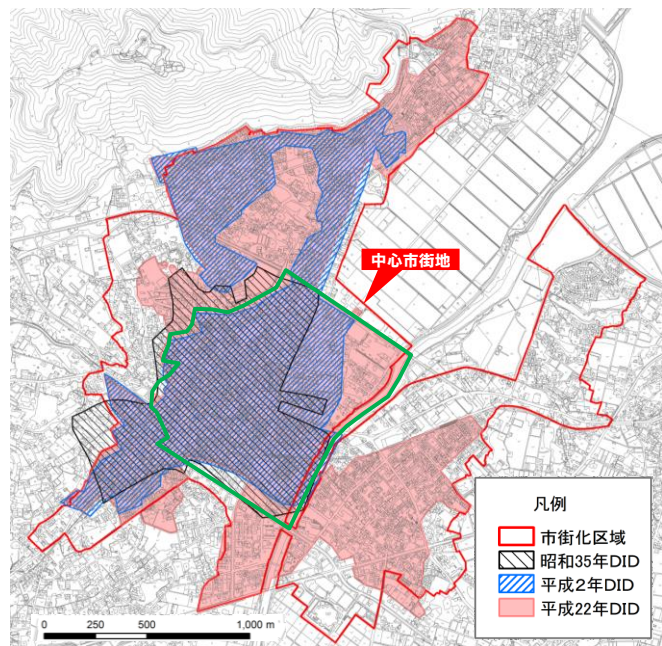 中心市街地
凡例
市街化区域
昭和35年DID
平成2年DID
平成22年DID
0 250 500 1,000 m